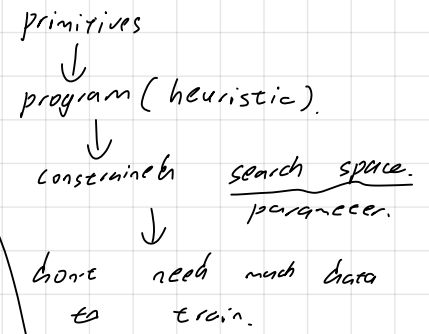 primitives
program (heuristic).
constrained search space.
parameter.
don't need much data
to train.